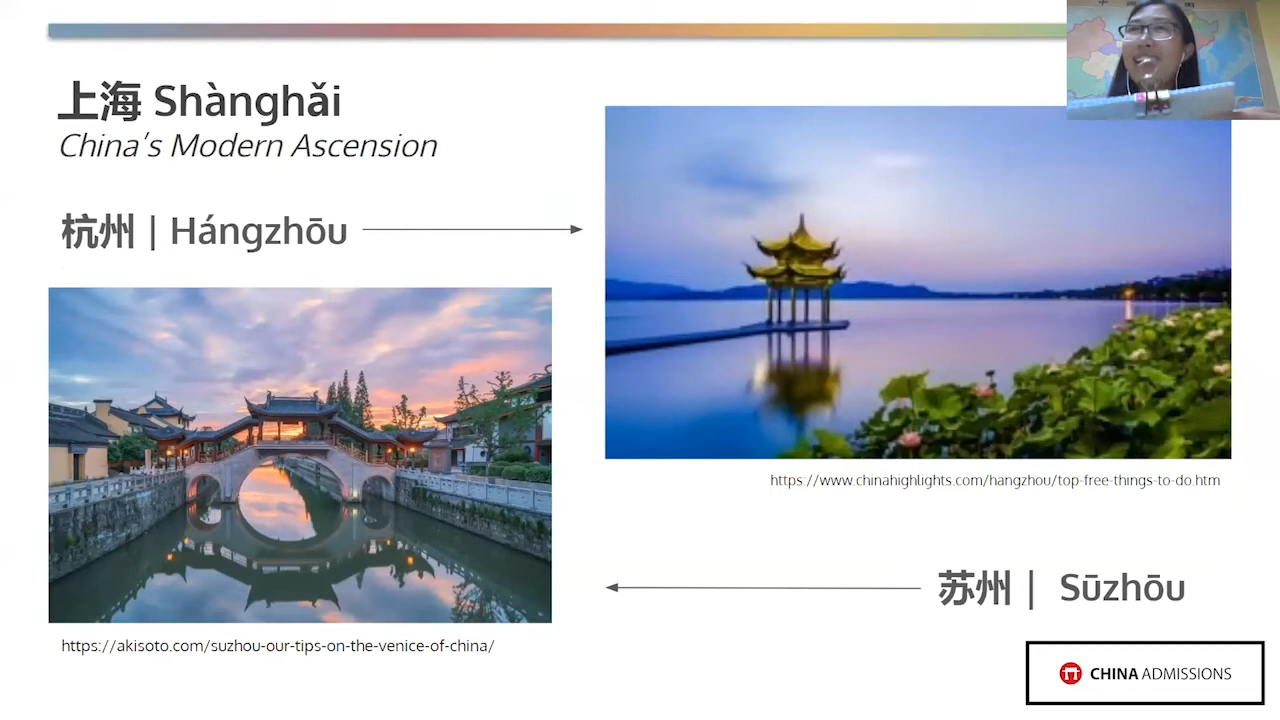 上海 Shànghǎi
China's Modern Ascension
杭州 | Hángzhōu
https://www.chinahighlights.com/hangzhou/top-free-things-to-do.htm
苏州 | Sūzhōu
https://akisoto.com/suzhou-our-tips-on-the-venice-of-china/
CHINA ADMISSIONS